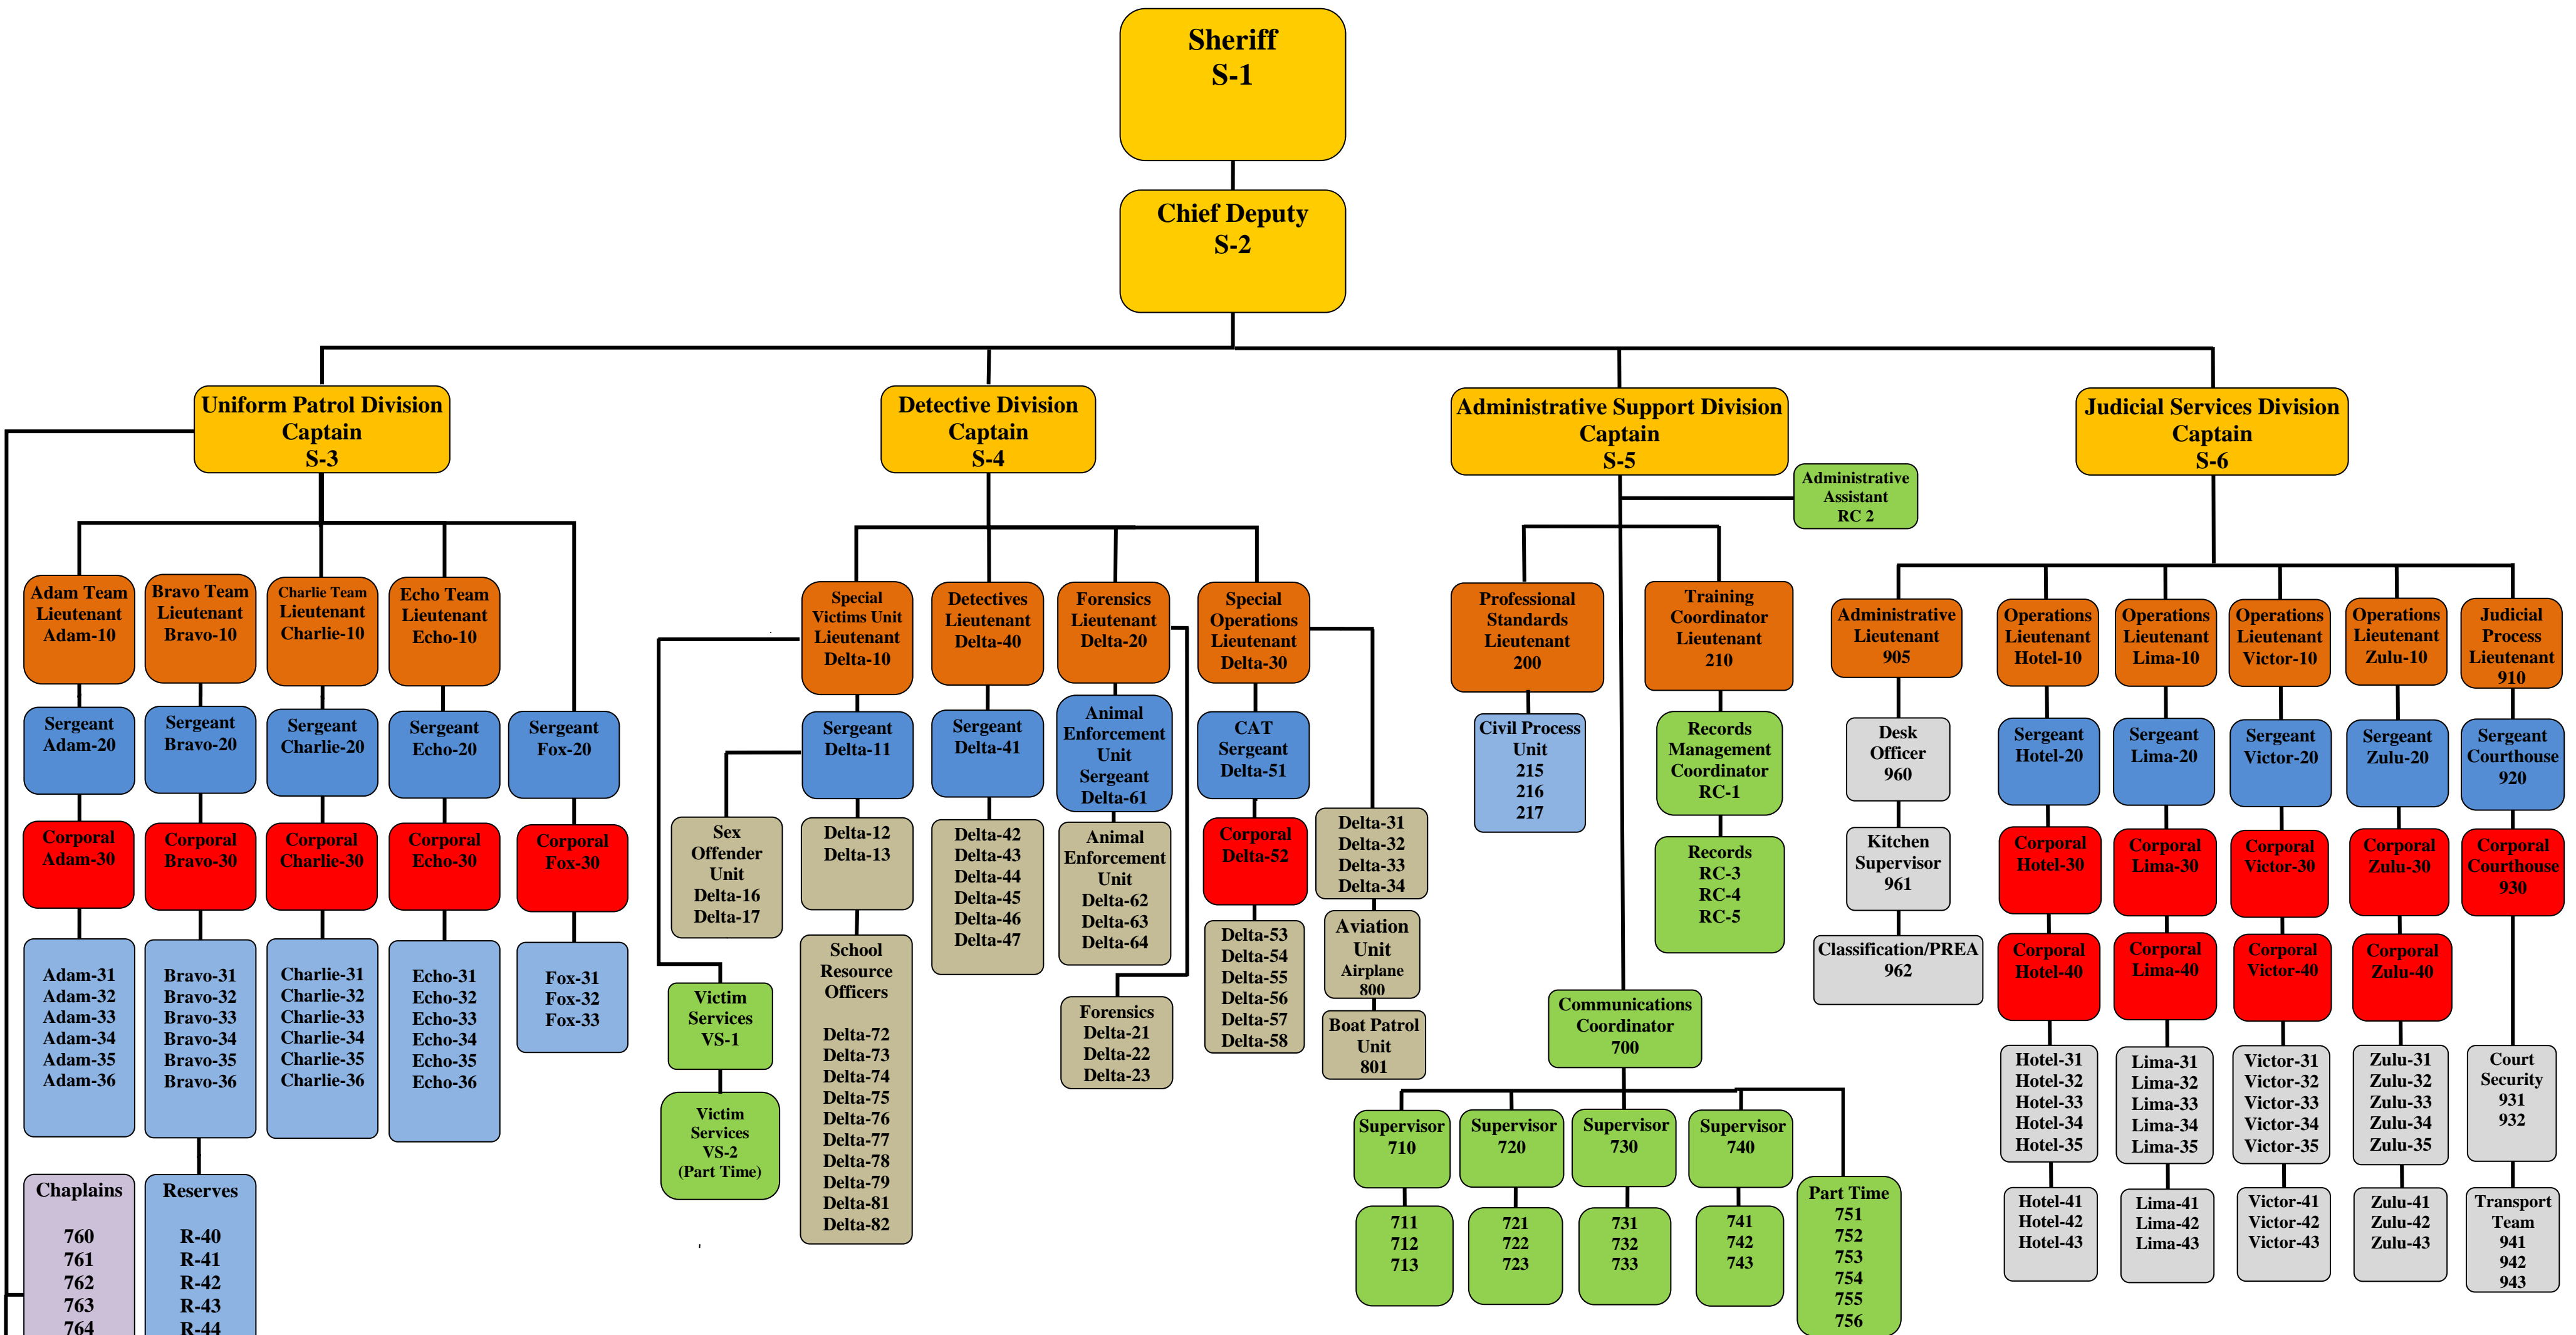 Sheriff
S-1
Chief Deputy
S-2
Uniform Patrol Division
Captain
S-3
Detective Division
Captain
S-4
Administrative Support Division
Captain
S-5
Judicial Services Division
Captain
S-6
Administrative
Assistant
RC 2
Adam Team
Lieutenant
Adam-10
Bravo Team
Lieutenant
Bravo-10
Charlie Team
Lieutenant
Charlie-10
Echo Team
Lieutenant
Echo-10
Sergeant
Adam-20
Sergeant
Bravo-20
Sergeant
Charlie-20
Sergeant
Echo-20
Sergeant
Fox-20
Corporal
Adam-30
Corporal
Bravo-30
Corporal
Charlie-30
Corporal
Echo-30
Corporal
Fox-30
Adam-31
Adam-32
Adam-33
Adam-34
Adam-35
Adam-36
Bravo-31
Bravo-32
Bravo-33
Bravo-34
Bravo-35
Bravo-36
Charlie-31
Charlie-32
Charlie-33
Charlie-34
Charlie-35
Charlie-36
Echo-31
Echo-32
Echo-33
Echo-34
Echo-35
Echo-36
Fox-31
Fox-32
Fox-33
Chaplains
760
761
762
763
764
Reserves
R-40
R-41
R-42
R-43
R-44
Special
Victims Unit
Lieutenant
Delta-10
Detectives
Lieutenant
Delta-40
Forensics
Lieutenant
Delta-20
Special
Operations
Lieutenant
Delta-30
Sergeant
Delta-11
Sergeant
Delta-41
Animal
Enforcement
Unit
Sergeant
Delta-61
CAT
Sergeant
Delta-51
Sex
Offender
Unit
Delta-16
Delta-17
Delta-12
Delta-13
Delta-42
Delta-43
Delta-44
Delta-45
Delta-46
Delta-47
Animal
Enforcement
Unit
Delta-62
Delta-63
Delta-64
Corporal
Delta-52
Delta-31
Delta-32
Delta-33
Delta-34
Victim
Services
VS-1
Victim
Services
VS-2
(Part Time)
School
Resource
Officers
Delta-72
Delta-73
Delta-74
Delta-75
Delta-76
Delta-77
Delta-78
Delta-79
Delta-81
Delta-82
Forensics
Delta-21
Delta-22
Delta-23
Delta-53
Delta-54
Delta-55
Delta-56
Delta-57
Delta-58
Aviation
Unit
Airplane
800
Boat Patrol
Unit
801
Professional
Standards
Lieutenant
200
Training
Coordinator
Lieutenant
210
Civil Process
Unit
215
216
217
Records
Management
Coordinator
RC-1
Records
RC-3
RC-4
RC-5
Communications
Coordinator
700
Supervisor
710
Supervisor
720
Supervisor
730
Supervisor
740
711
712
713
721
722
723
731
732
733
741
742
743
Part Time
751
752
753
754
755
756
Administrative
Lieutenant
905
Operations
Lieutenant
Hotel-10
Operations
Lieutenant
Lima-10
Operations
Lieutenant
Victor-10
Operations
Lieutenant
Zulu-10
Judicial
Process
Lieutenant
910
Desk
Officer
960
Sergeant
Hotel-20
Sergeant
Lima-20
Sergeant
Victor-20
Sergeant
Zulu-20
Sergeant
Courthouse
920
Kitchen
Supervisor
961
Corporal
Hotel-30
Corporal
Lima-30
Corporal
Victor-30
Corporal
Zulu-30
Corporal
Courthouse
930
Classification/PREA
962
Corporal
Hotel-40
Corporal
Lima-40
Corporal
Victor-40
Corporal
Zulu-40
Hotel-31
Hotel-32
Hotel-33
Hotel-34
Hotel-35
Lima-31
Lima-32
Lima-33
Lima-34
Lima-35
Victor-31
Victor-32
Victor-33
Victor-34
Victor-35
Zulu-31
Zulu-32
Zulu-33
Zulu-34
Zulu-35
Court
Security
931
932
Hotel-41
Hotel-42
Hotel-43
Lima-41
Lima-42
Lima-43
Victor-41
Victor-42
Victor-43
Zulu-41
Zulu-42
Zulu-43
Transport
Team
941
942
943